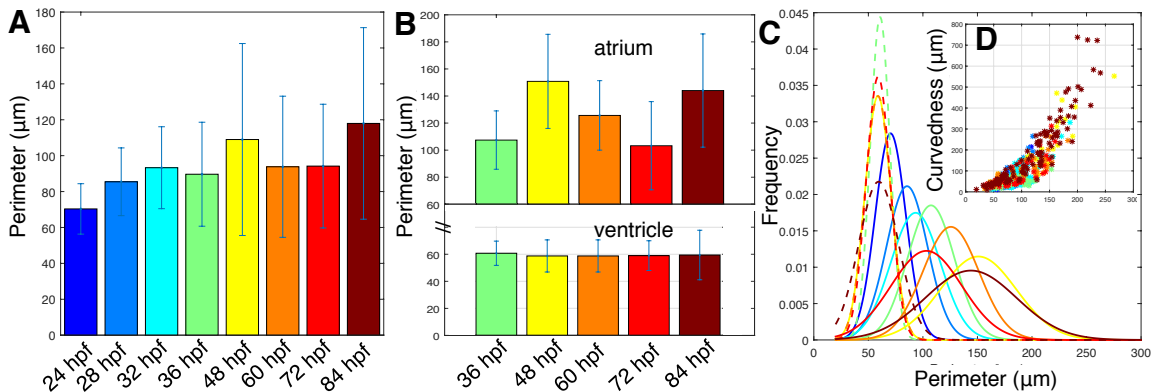 A
Perimeter (µm)
180
160
140
120
100
80
60
40
20
0
24 hpf
28 hpf
32 hpf
36 hpf
48 hpf
60 hpf
72 hpf
84 hpf
B
Perimeter (µm)
200
180
160
140
120
100
80
60
atrium
ventricle
60
40
20
0
36 hpf
48 hpf
60 hpf
72 hpf
84 hpf
C
Frequency
0.045
0.04
0.035
0.03
0.025
0.02
0.015
0.01
0.005
0
0
50
100
150
200
250
300
Perimeter (µm)
D
Curvedness (µm)
800
700
600
500
400
300
200
100
0
0
50
100
150
200
250
300